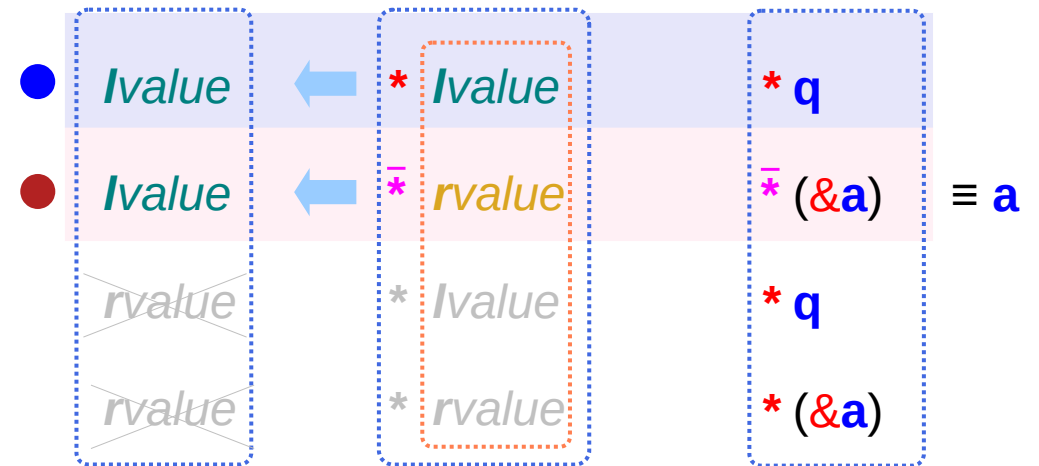 lvalue * lvalue * q
lvalue * rvalue * (&a) ≡ a
rvalue * lvalue * q
rvalue * rvalue * (&a)